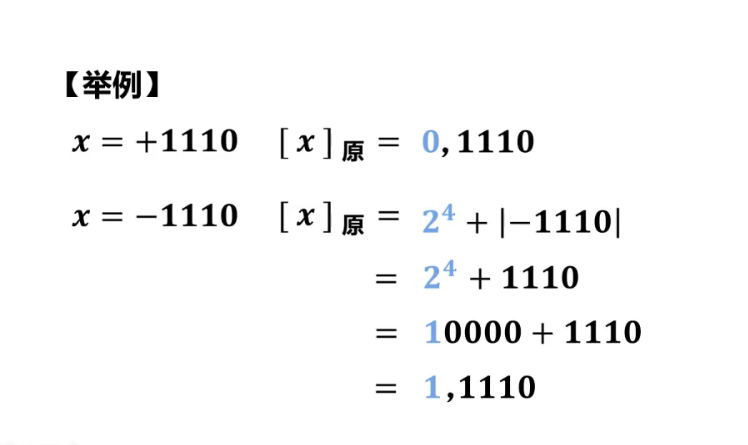 【举例】
x = +1110 [x]原 = 0,1110
x = −1110 [x]原 = 2⁴ + |−1110|
= 2⁴ + 1110
= 10000 + 1110
= 1,1110